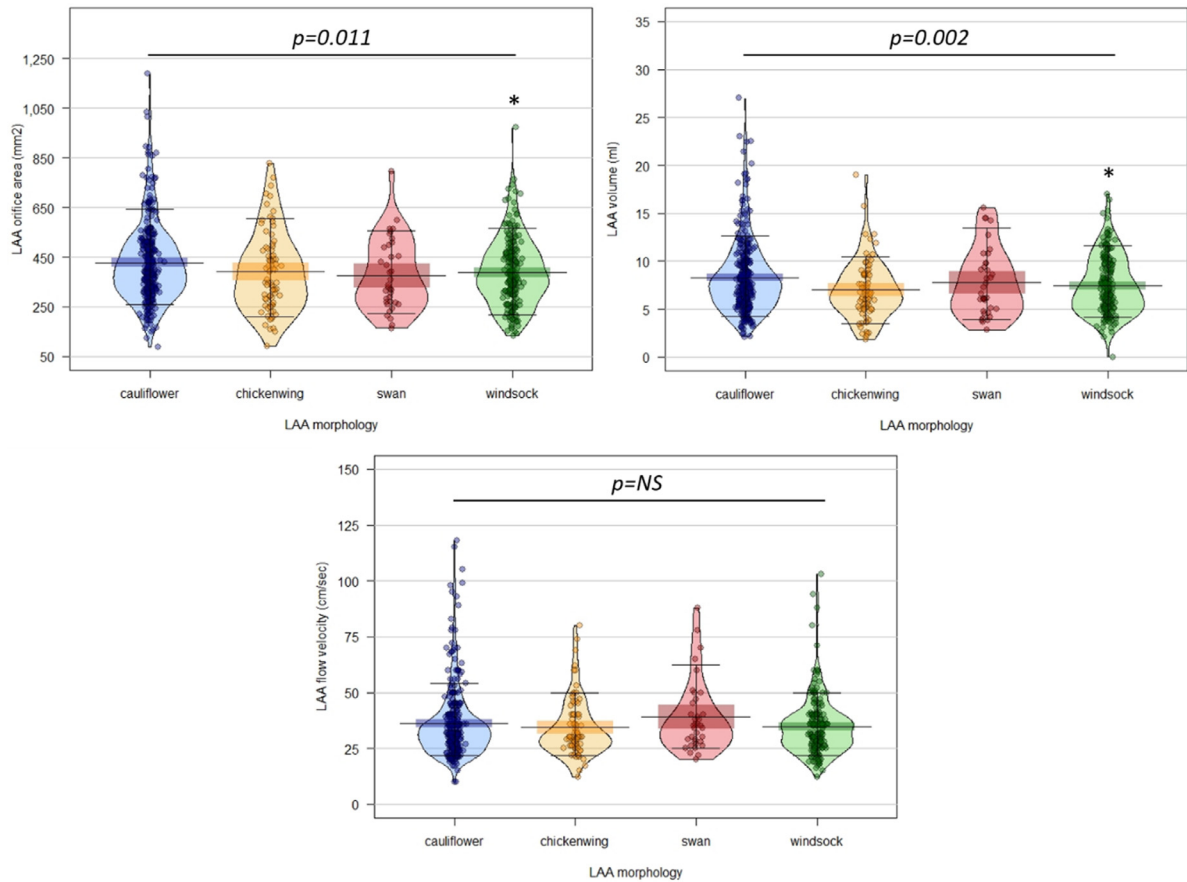 p=0.011
*
1,250
1,050
850
650
450
250
50
LAA orifice area (mm2)
cauliflower chickenwing swan windsock
LAA morphology
p=0.002
*
35
30
25
20
15
10
5
0
LAA volume (ml)
cauliflower chickenwing swan windsock
LAA morphology
p=NS
150
125
100
75
50
25
0
LAA flow velocity (cm/sec)
cauliflower chickenwing swan windsock
LAA morphology